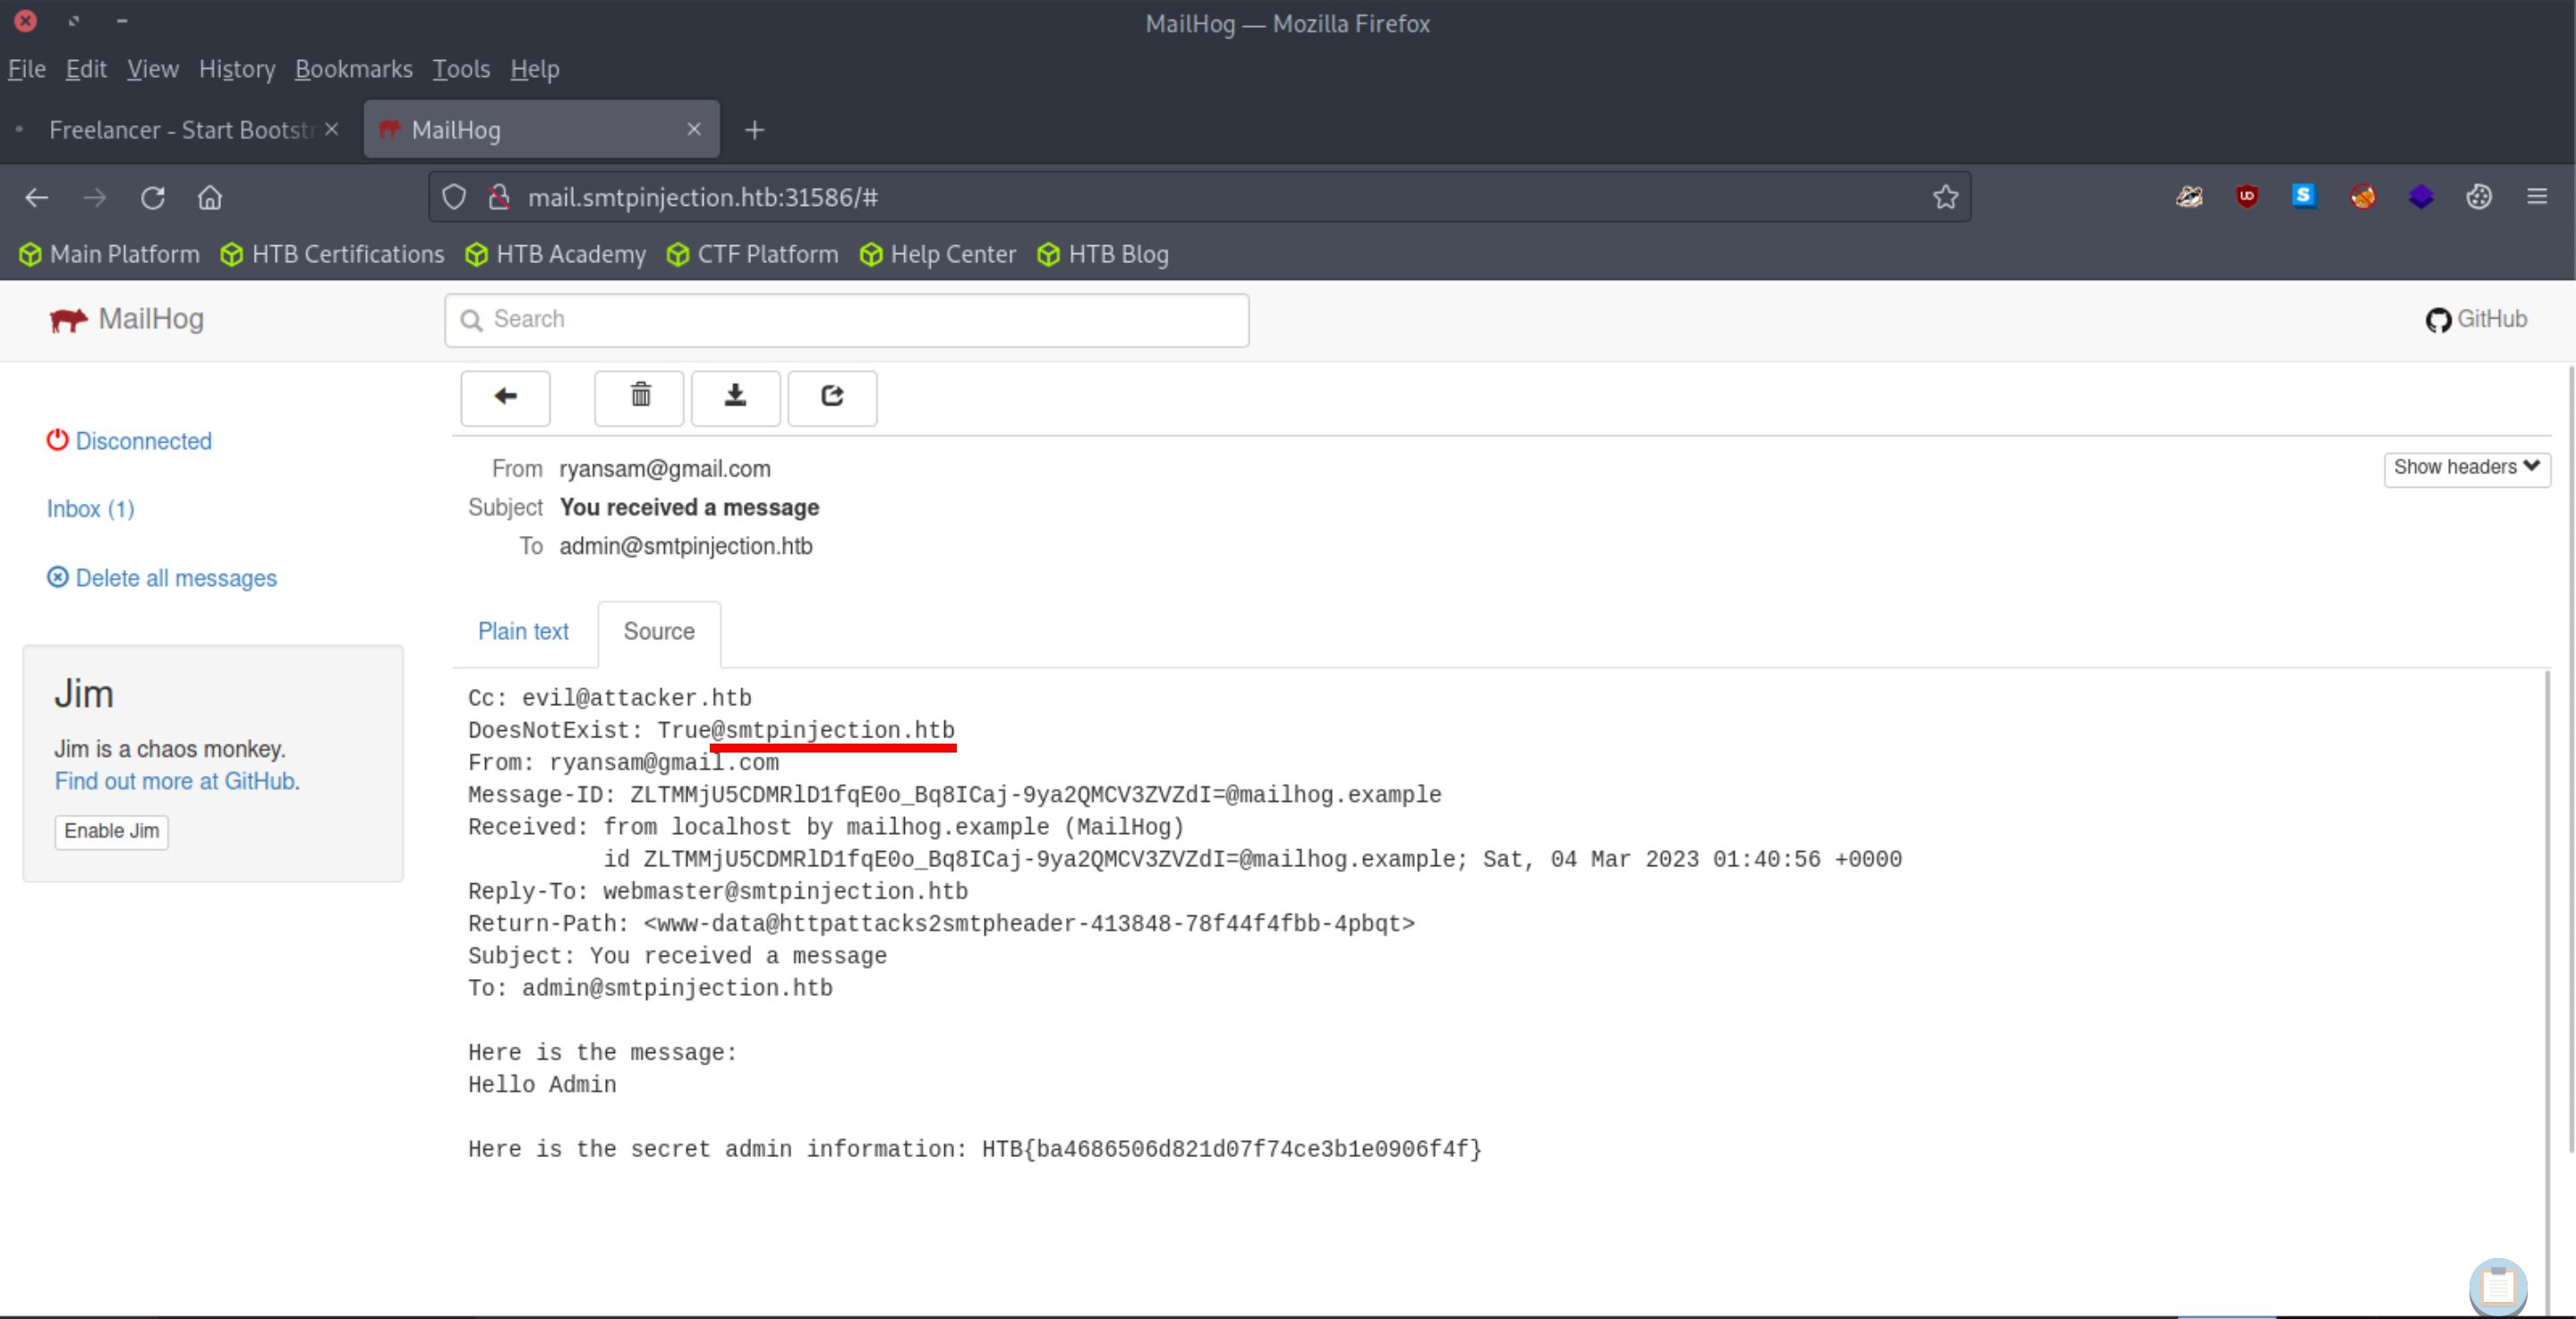 MailHog — Mozilla Firefox
File Edit View History Bookmarks Tools Help
Freelancer - Start Bootstr
MailHog
mail.smtpinjection.htb:31586/#
Main Platform HTB Certifications HTB Academy CTF Platform Help Center HTB Blog
MailHog
Search
GitHub
Disconnected
Inbox (1)
Delete all messages
Jim
Jim is a chaos monkey.
Find out more at GitHub.
Enable Jim
From ryansam@gmail.com
Show headers
Subject You received a message
To admin@smtpinjection.htb
Plain text Source
Cc: evil@attacker.htb
DoesNotExist: True@smtpinjection.htb
From: ryansam@gmail.com
Message-ID: ZLTMMjU5CDMRlD1fqE0o_Bq8ICaj-9ya2QMCV3ZVZdI=@mailhog.example
Received: from localhost by mailhog.example (MailHog)
id ZLTMMjU5CDMRlD1fqE0o_Bq8ICaj-9ya2QMCV3ZVZdI=@mailhog.example; Sat, 04 Mar 2023 01:40:56 +0000
Reply-To: webmaster@smtpinjection.htb
Return-Path: <www-data@httpattacks2smtpheader-413848-78f44f4fbb-4pbqt>
Subject: You received a message
To: admin@smtpinjection.htb
Here is the message:
Hello Admin
Here is the secret admin information: HTB{ba4686506d821d07f74ce3b1e0906f4f}